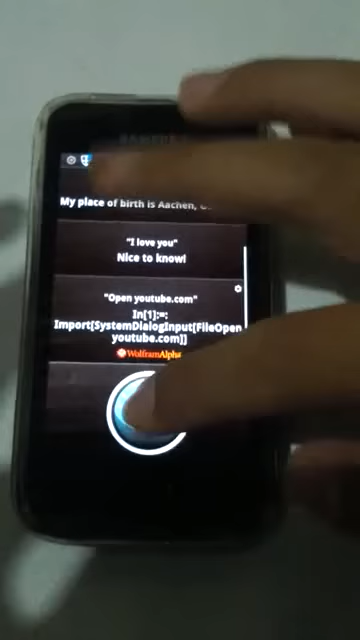 My place of birth is Aachen,
"I love you"
Nice to know!
"Open youtube.com"
In[1]:=:
Import[SystemDialogInput[FileOpen
youtube.com]]
WolframAlpha